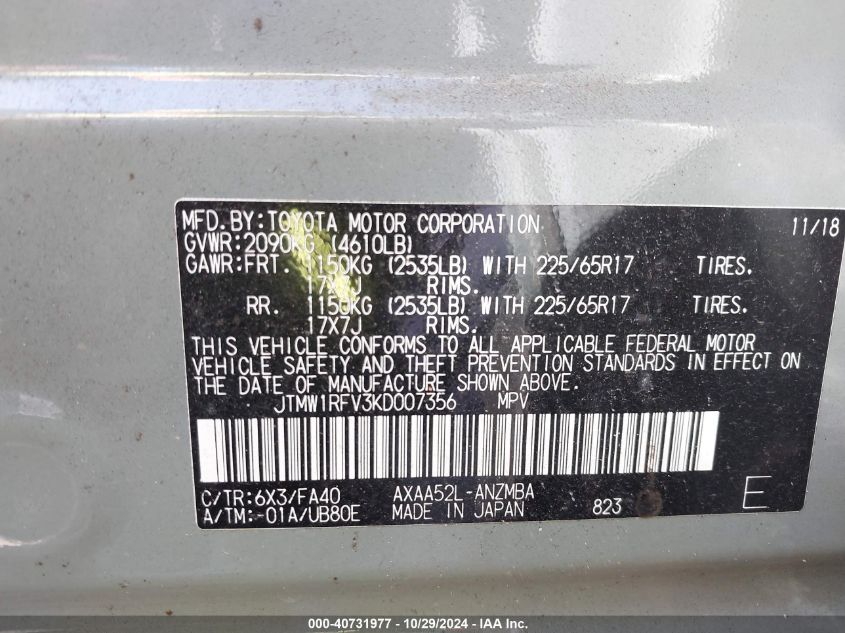 MFD.BY:TOYOTA MOTOR CORPORATION 11/18
GVWR:2090KG (4610LB)
GAWR:FRT. 1150KG (2535LB) WITH 225/65R17 TIRES.
17X7J RIMS.
RR. 1150KG (2535LB) WITH 225/65R17 TIRES.
17X7J RIMS.
THIS VEHICLE CONFORMS TO ALL APPLICABLE FEDERAL MOTOR
VEHICLE SAFETY AND THEFT PREVENTION STANDARDS IN EFFECT ON
THE DATE OF MANUFACTURE SHOWN ABOVE.
JTMW1RFV3KD007356 MPV
C/TR:6X3/FA40 AXAA52L-ANZMBA
A/TM:-01A/UB80E MADE IN JAPAN 823 E
000-40731977 - 10/29/2024 - IAA Inc.